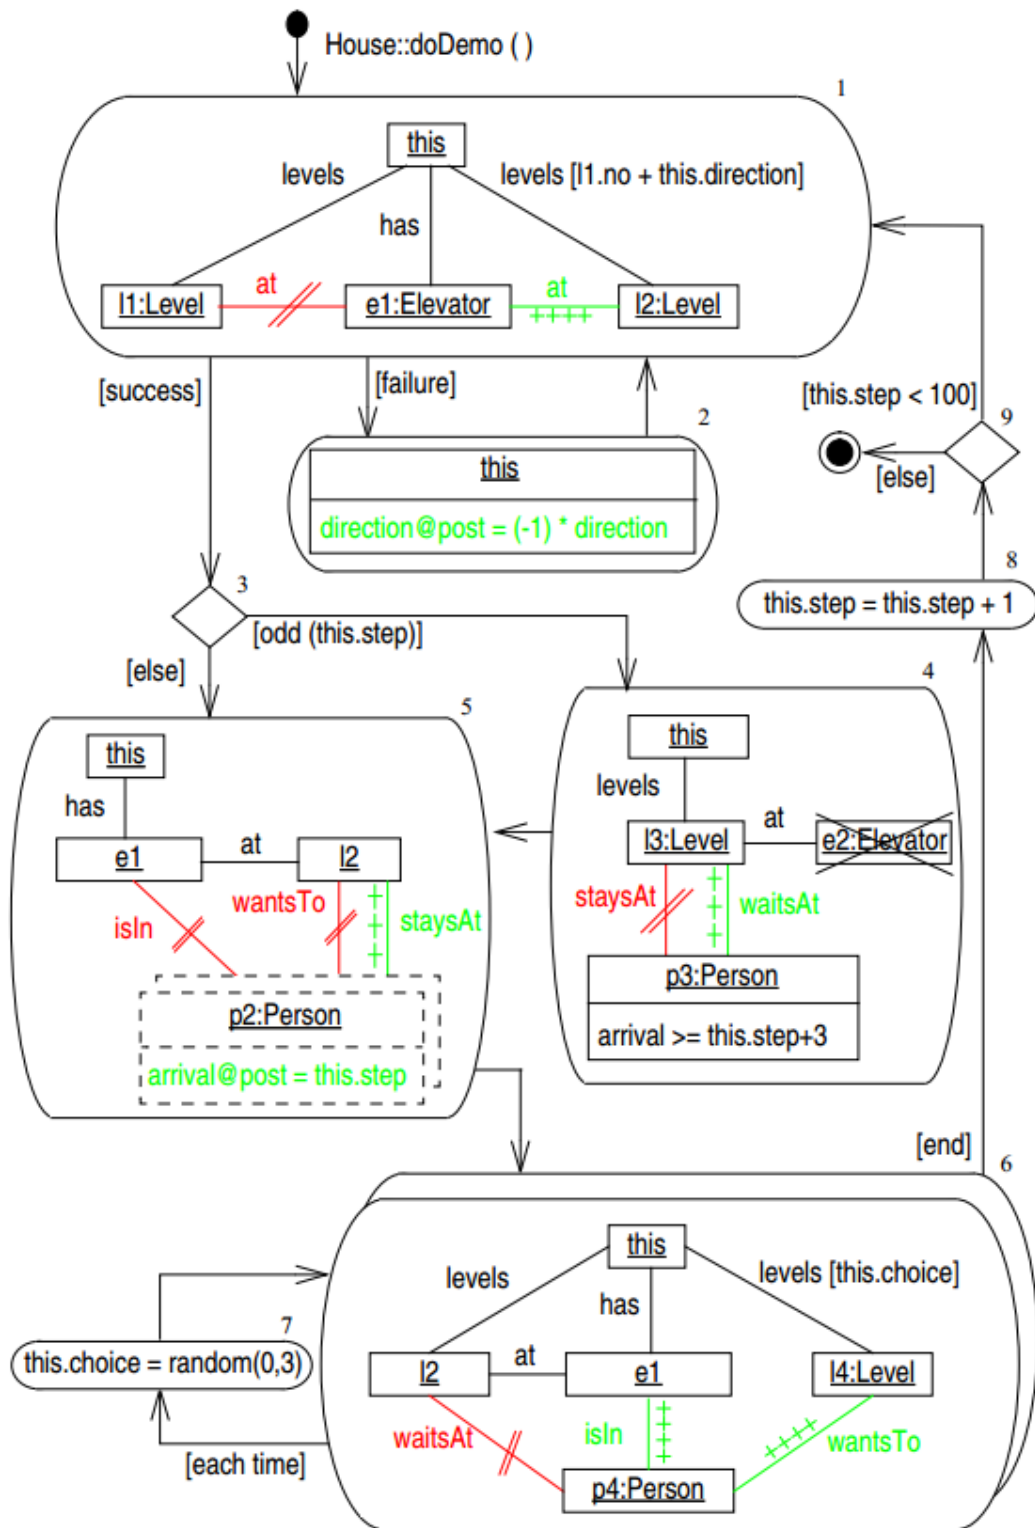 House::doDemo ( )
1
this
levels
levels [l1.no + this.direction]
has
at
at
l1:Level
e1:Elevator
++++
l2:Level
[success]
[failure]
[this.step < 100]
2
9
this
[else]
direction@post = (-1) * direction
8
3
this.step = this.step + 1
[odd (this.step)]
[else]
4
5
this
this
has
levels
at
at
l3:Level
e2:Elevator
e1
l2
wantsTo
staysAt
++++
waitsAt
isIn
++++
staysAt
p3:Person
p2:Person
arrival >= this.step+3
arrival@post = this.step
[end]
6
this
levels
levels [this.choice]
has
7
this.choice = random(0,3)
at
l2
e1
l4:Level
waitsAt
isIn
++++
++++
wantsTo
[each time]
p4:Person